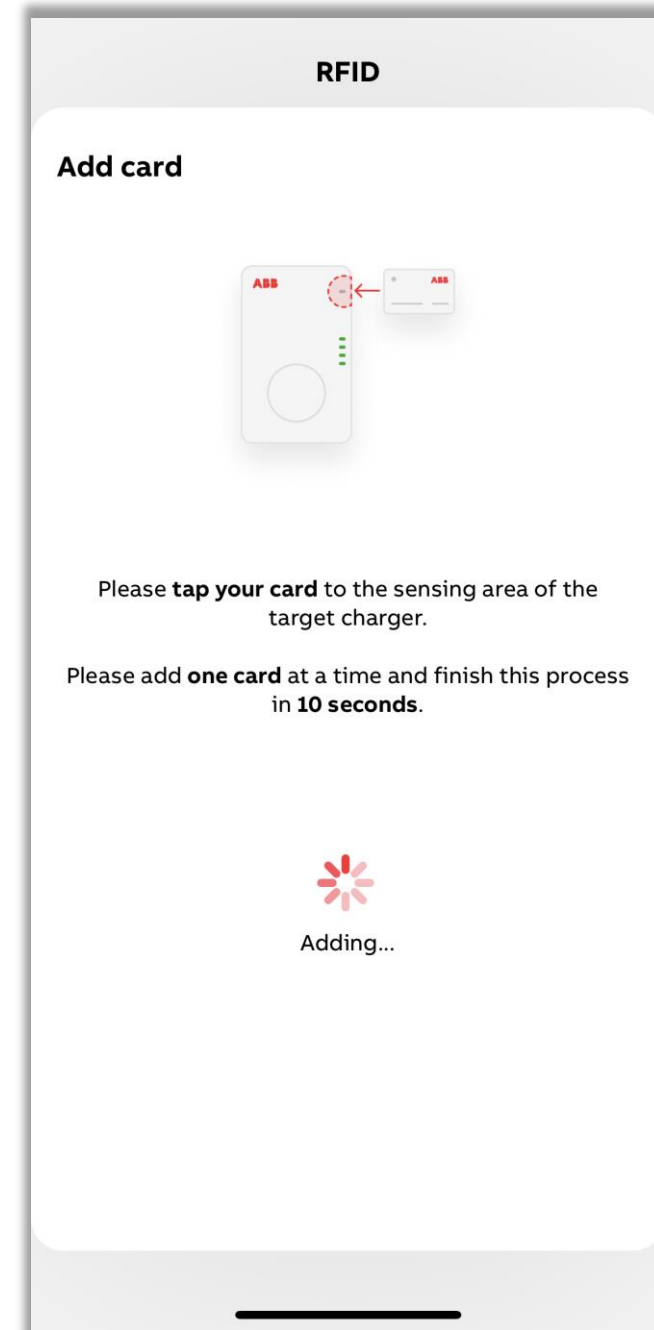 RFID
Add card
ABB
ABB
Please tap your card to the sensing area of the
target charger.
Please add one card at a time and finish this process
in 10 seconds.
Adding...